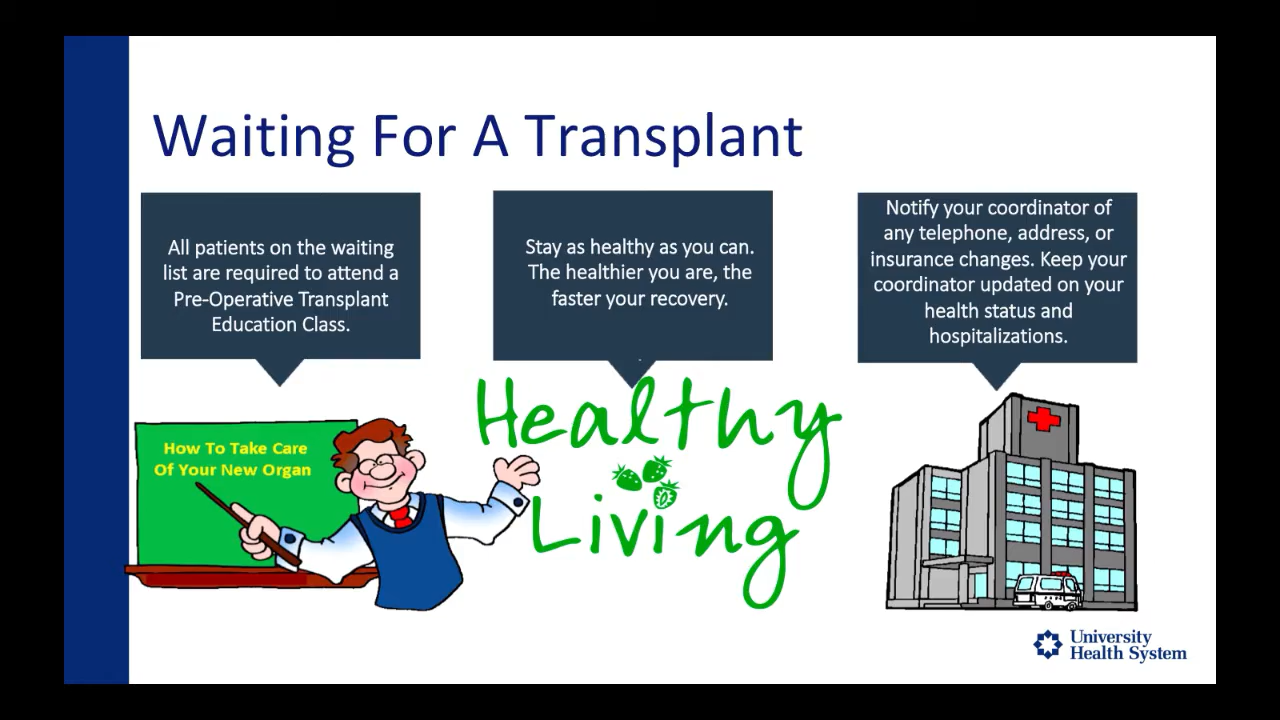 Waiting For A Transplant
All patients on the waiting
list are required to attend a
Pre-Operative Transplant
Education Class.
Stay as healthy as you can.
The healthier you are, the
faster your recovery.
Notify your coordinator of
any telephone, address, or
insurance changes. Keep your
coordinator updated on your
health status and
hospitalizations.
How To Take Care
Of Your New Organ
Healthy
Living
University
Health System